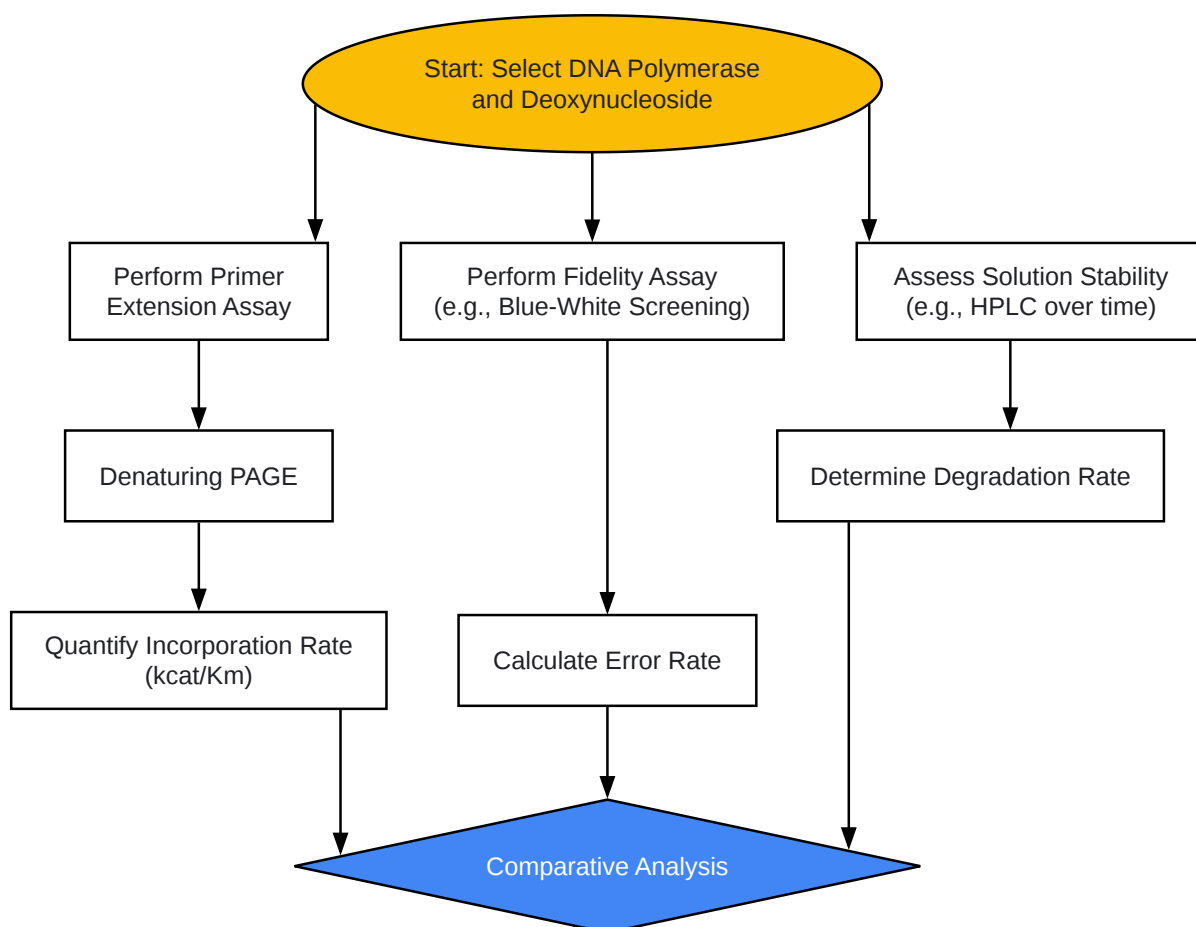 Start: Select DNA Polymerase
and Deoxynucleoside
Perform Primer
Extension Assay
Perform Fidelity Assay
(e.g., Blue-White Screening)
Assess Solution Stability
(e.g., HPLC over time)
Denaturing PAGE
Determine Degradation Rate
Quantify Incorporation Rate
(kcat/Km)
Calculate Error Rate
Comparative Analysis